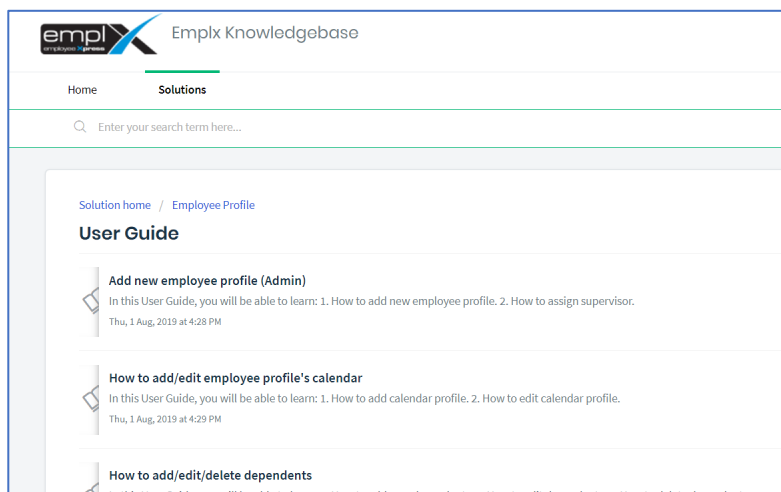 emplX
employee Xpress
Emplx Knowledgebase
Home
Solutions
Enter your search term here...
Solution home / Employee Profile
User Guide
Add new employee profile (Admin)
In this User Guide, you will be able to learn: 1. How to add new employee profile. 2. How to assign supervisor.
Thu, 1 Aug, 2019 at 4:28 PM
How to add/edit employee profile's calendar
In this User Guide, you will be able to learn: 1. How to add calendar profile. 2. How to edit calendar profile.
Thu, 1 Aug, 2019 at 4:29 PM
How to add/edit/delete dependents